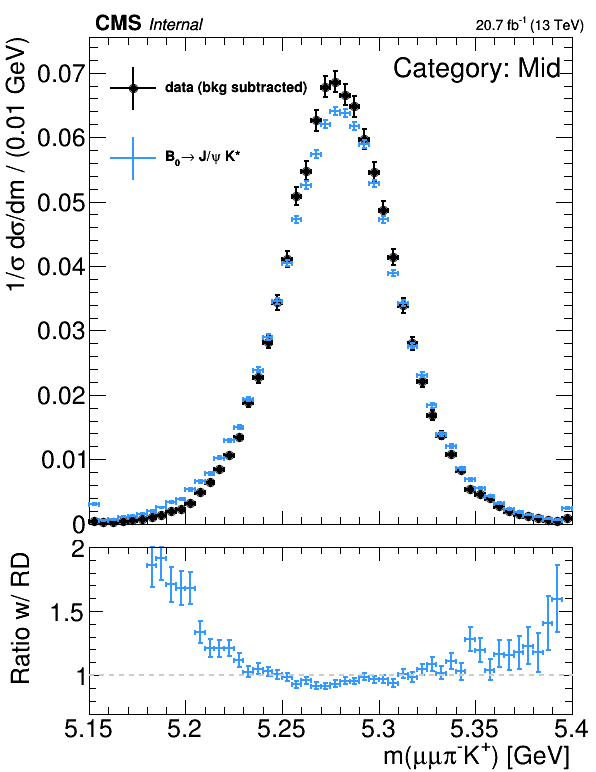 CMS Internal 20.7 fb⁻¹ (13 TeV)
Category: Mid
data (bkg subtracted)
B₀→ J/ψ K*
1/σ dσ/dm / (0.01 GeV)
0.07
0.06
0.05
0.04
0.03
0.02
0.01
0
Ratio w/ RD
2
1.5
1
5.15 5.2 5.25 5.3 5.35 5.4
m(μμπ⁻K⁺) [GeV]